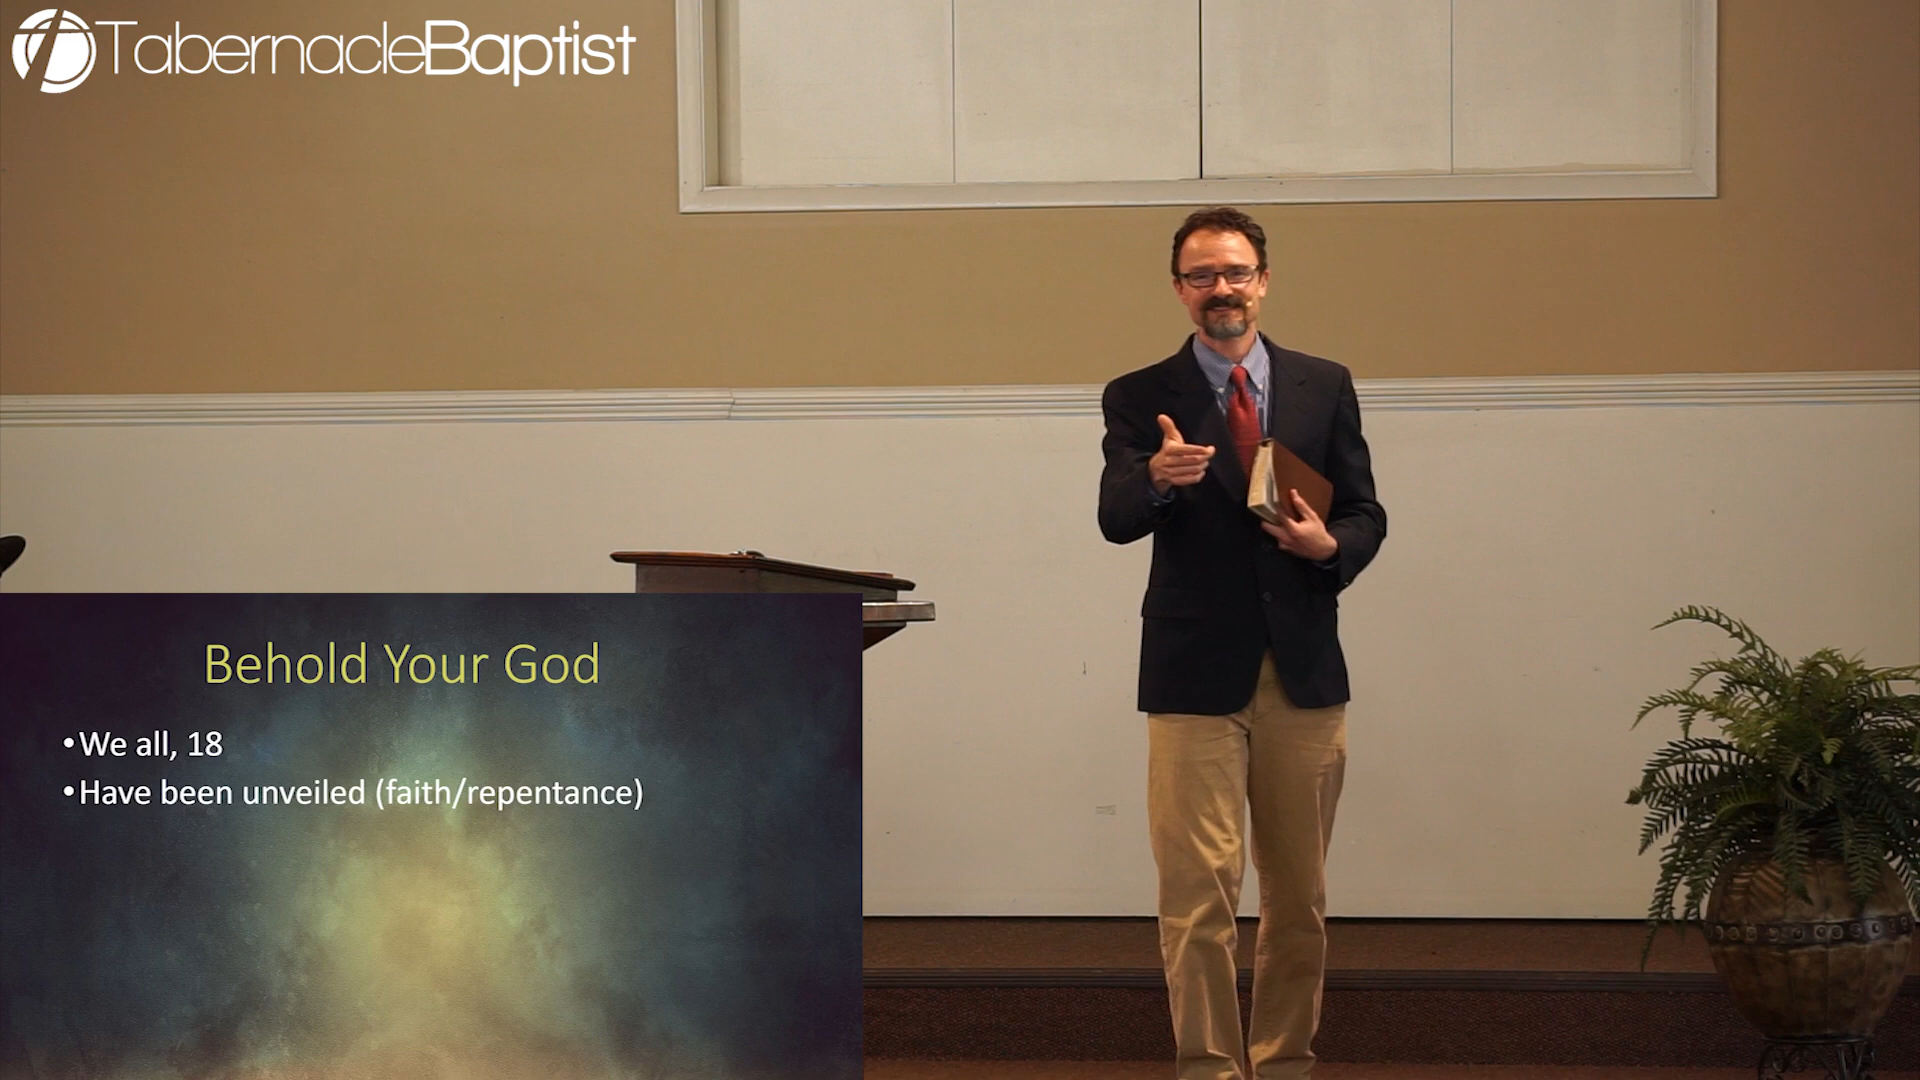 TabernacleBaptist
Behold Your God
•We all, 18
•Have been unveiled (faith/repentance)